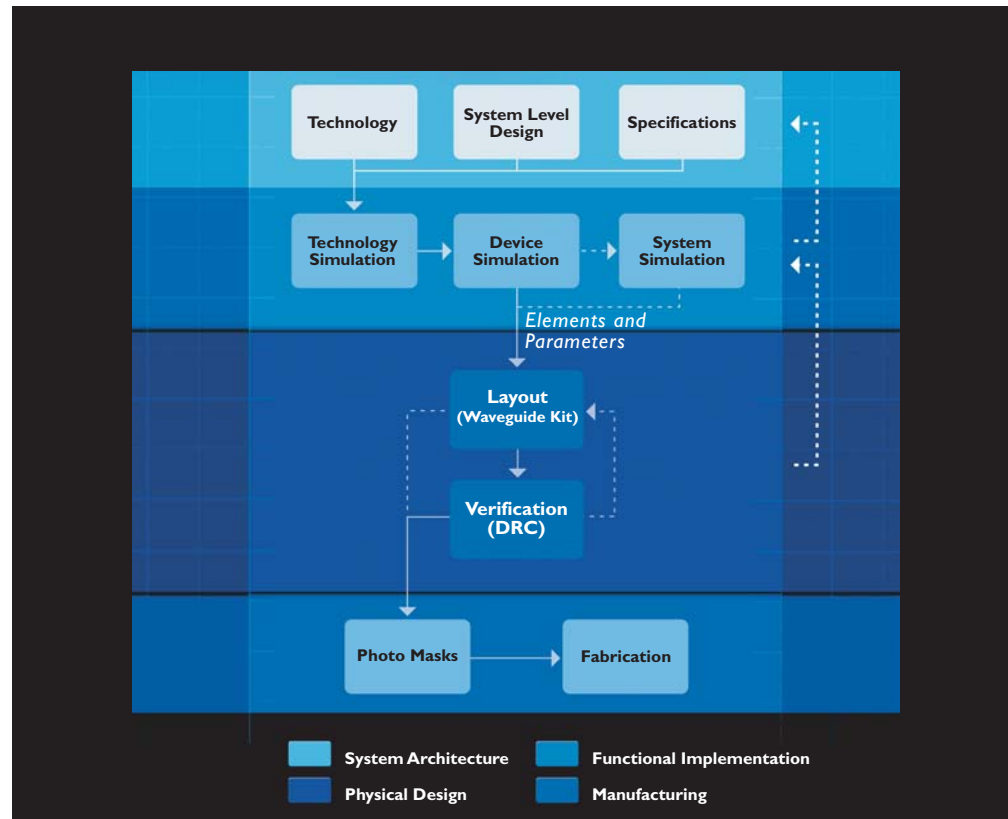 Technology
System Level
Design
Specifications
Technology
Simulation
Device
Simulation
System
Simulation
Elements and
Parameters
Layout
(Waveguide Kit)
Verification
(DRC)
Photo Masks
Fabrication
System Architecture
Functional Implementation
Physical Design
Manufacturing